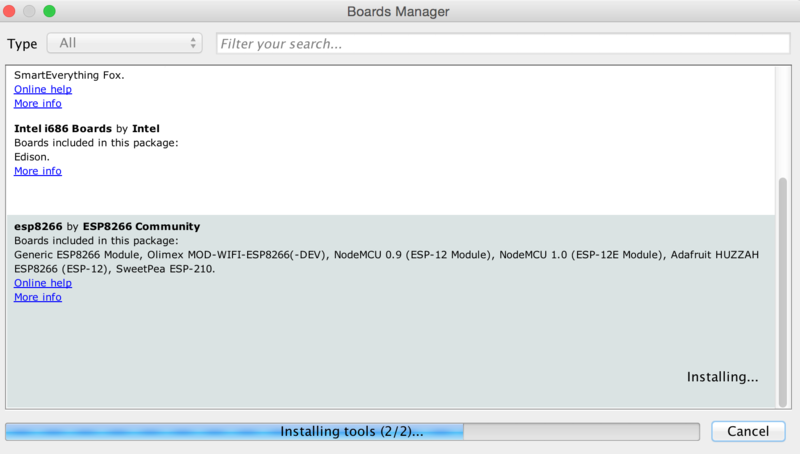 Boards Manager
Type All Filter your search...
SmartEverything Fox.
Online help
More info
Intel i686 Boards by Intel
Boards included in this package:
Edison.
More info
esp8266 by ESP8266 Community
Boards included in this package:
Generic ESP8266 Module, Olimex MOD-WIFI-ESP8266(-DEV), NodeMCU 0.9 (ESP-12 Module), NodeMCU 1.0 (ESP-12E Module), Adafruit HUZZAH
ESP8266 (ESP-12), SweetPea ESP-210.
Online help
More info
Installing...
Installing tools (2/2)... Cancel